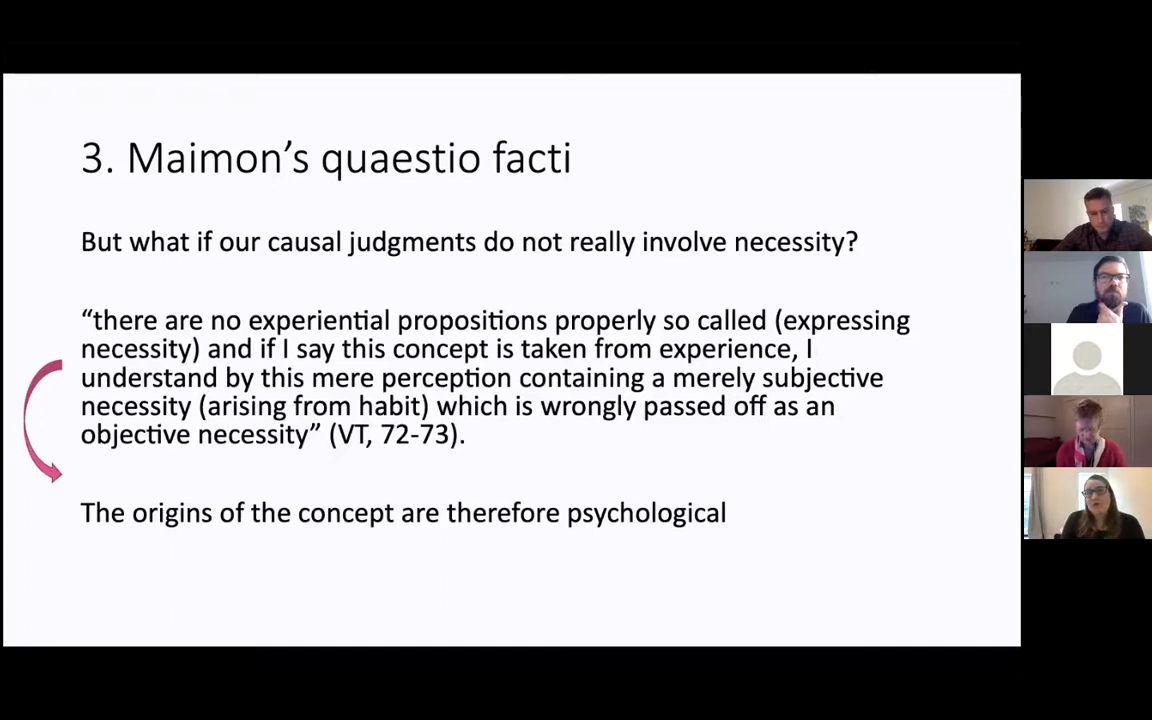 3. Maimon’s quaestio facti
But what if our causal judgments do not really involve necessity?
“there are no experiential propositions properly so called (expressing
necessity) and if I say this concept is taken from experience, I
understand by this mere perception containing a merely subjective
necessity (arising from habit) which is wrongly passed off as an
objective necessity” (VT, 72-73).
The origins of the concept are therefore psychological